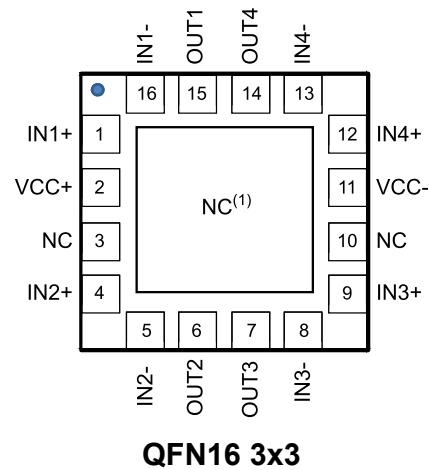 IN1-
OUT1
OUT4
IN4-
16 15 14 13
IN1+ 1 12 IN4+
VCC+ 2 11 VCC-
NC(1)
NC 3 10 NC
IN2+ 4 9 IN3+
5 6 7 8
IN2-
OUT2
OUT3
IN3-
QFN16 3x3